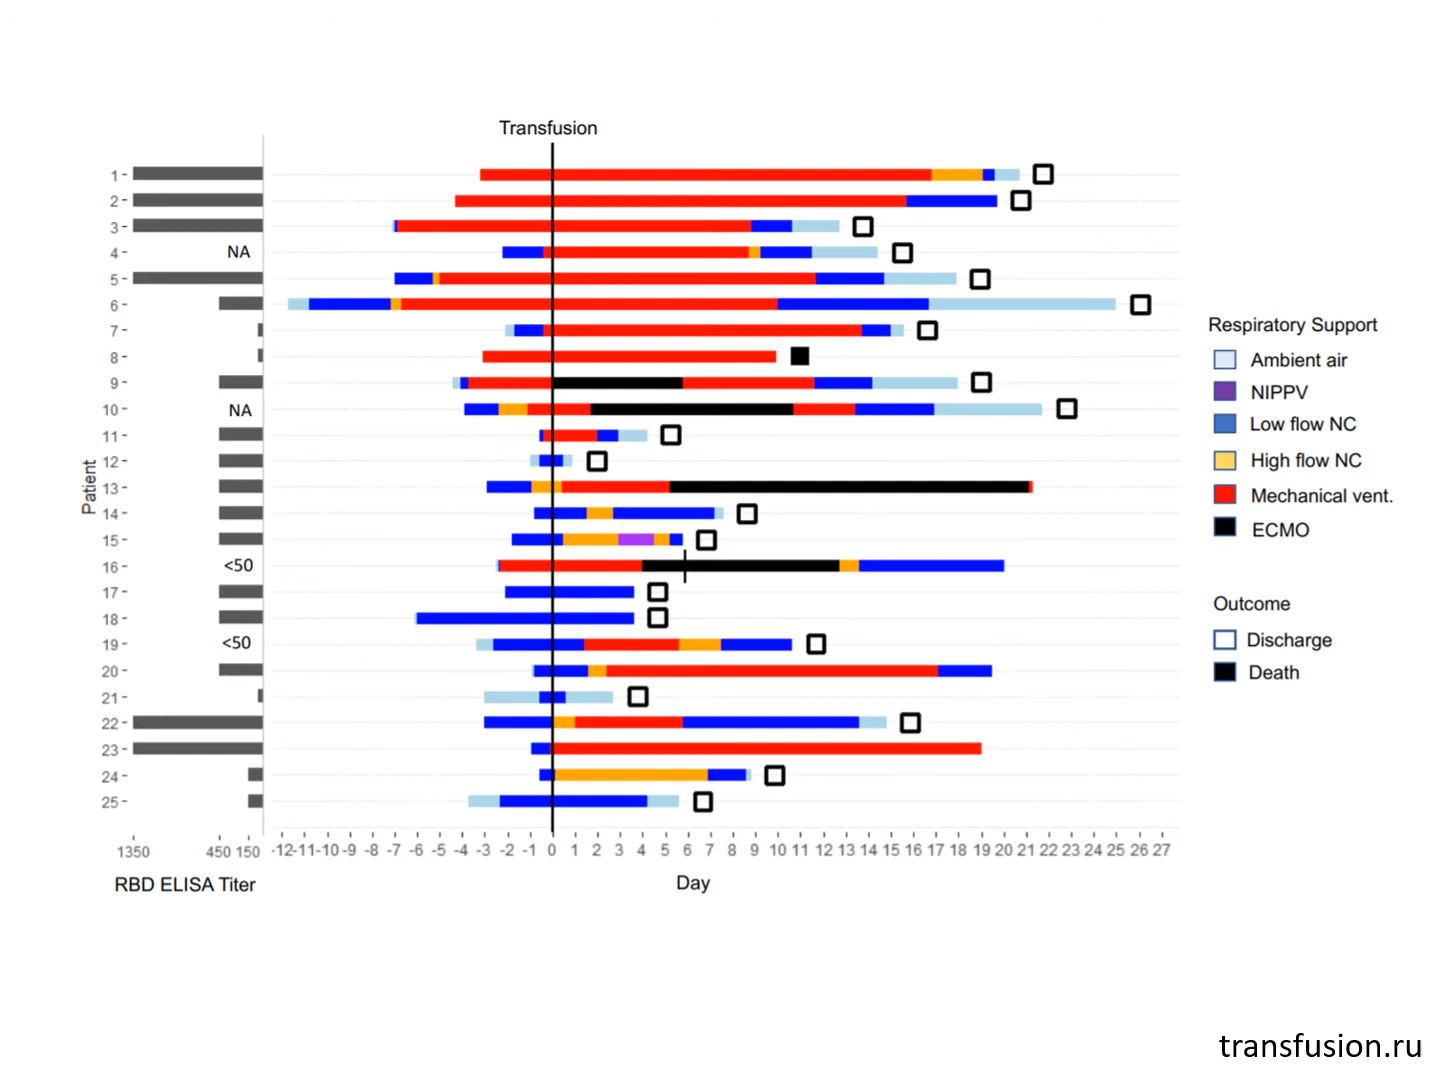 Transfusion
1
2
3
4 NA
5
6
7
8
9
10 NA
11
12
13
14
15
16 <50
17
18
19 <50
20
21
22
23
24
25
Patient
1350 450 150
RBD ELISA Titer
-12 -11 -10 -9 -8 -7 -6 -5 -4 -3 -2 -1 0 1 2 3 4 5 6 7 8 9 10 11 12 13 14 15 16 17 18 19 20 21 22 23 24 25 26 27
Day
Respiratory Support
Ambient air
NIPPV
Low flow NC
High flow NC
Mechanical vent.
ECMO
Outcome
Discharge
Death
transfusion.ru